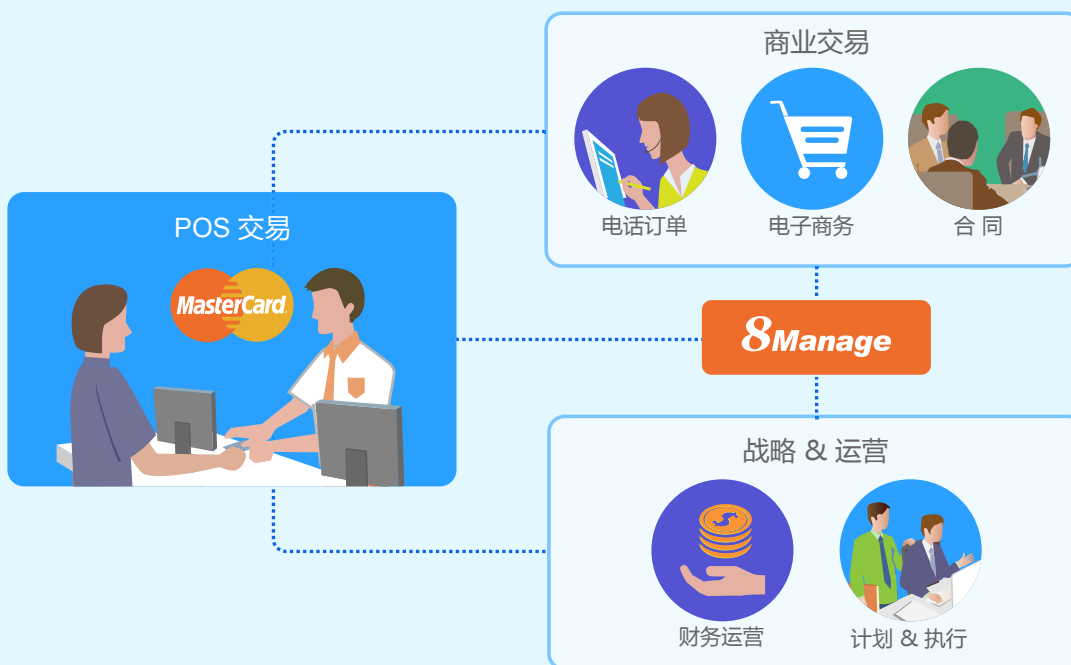 商业交易
电话订单
电子商务
合 同
POS 交易
MasterCard
8Manage
战略 & 运营
财务运营
计划 & 执行